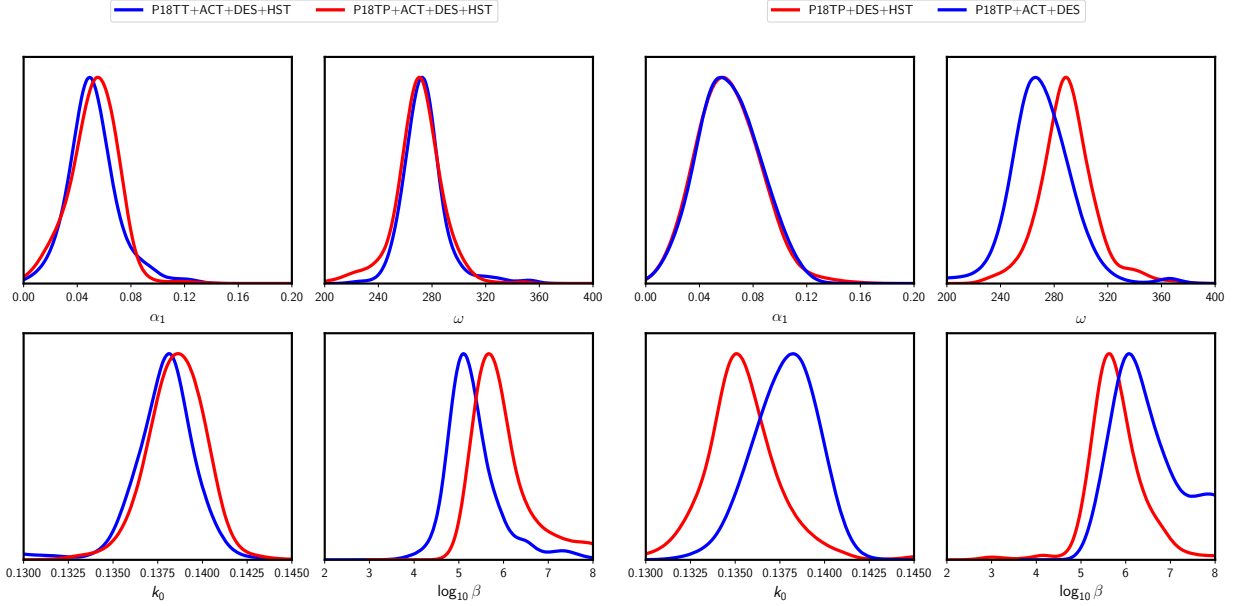 P18TT+ACT+DES+HST P18TP+ACT+DES+HST P18TP+DES+HST P18TP+ACT+DES
0.00 0.04 0.08 0.12 0.16 0.20 200 240 280 320 360 400 0.00 0.04 0.08 0.12 0.16 0.20 200 240 280 320 360 400
α₁ ω α₁ ω
0.1300 0.1325 0.1350 0.1375 0.1400 0.1425 0.1450 2 3 4 5 6 7 8 0.1300 0.1325 0.1350 0.1375 0.1400 0.1425 0.1450 2 3 4 5 6 7 8
k₀ log₁₀ β k₀ log₁₀ β